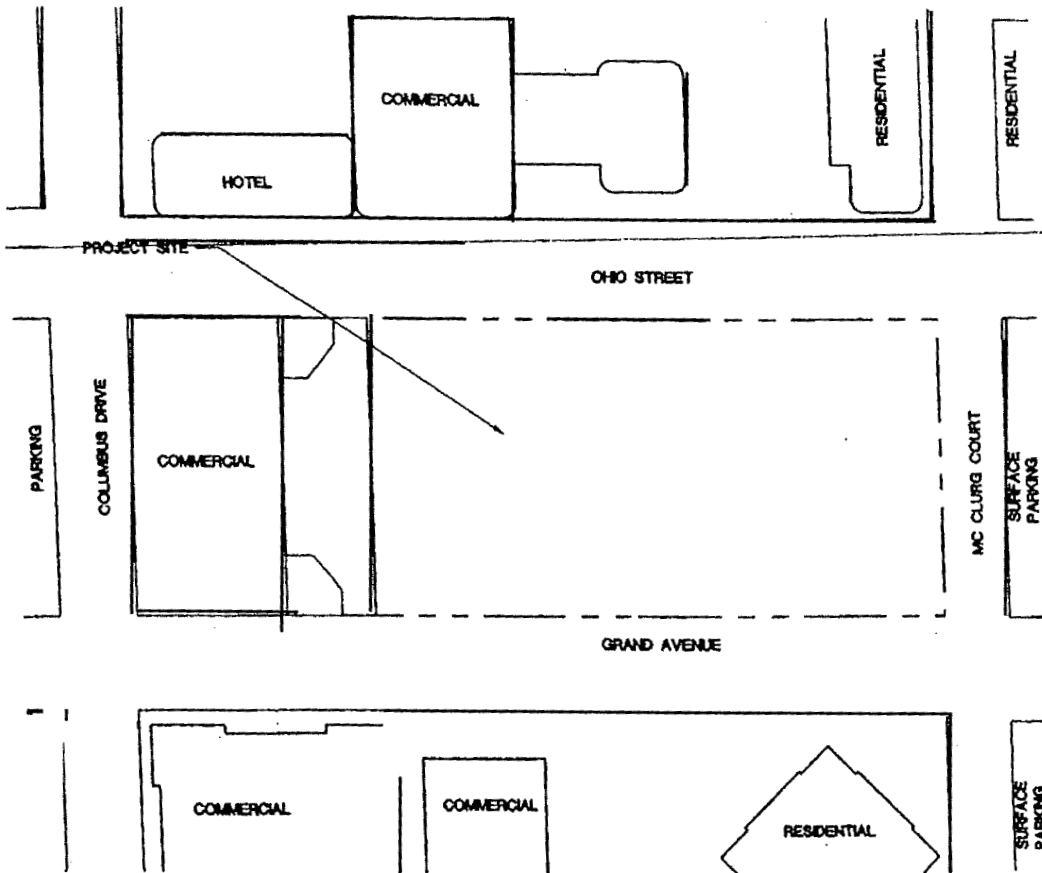 COMMERCIAL
RESIDENTIAL
RESIDENTIAL
HOTEL
PROJECT SITE
OHIO STREET
PARKING
COLUMBUS DRIVE
COMMERCIAL
MC CLURG COURT
SURFACE
PARKING
GRAND AVENUE
COMMERCIAL
COMMERCIAL
RESIDENTIAL
SURFACE
PARKING